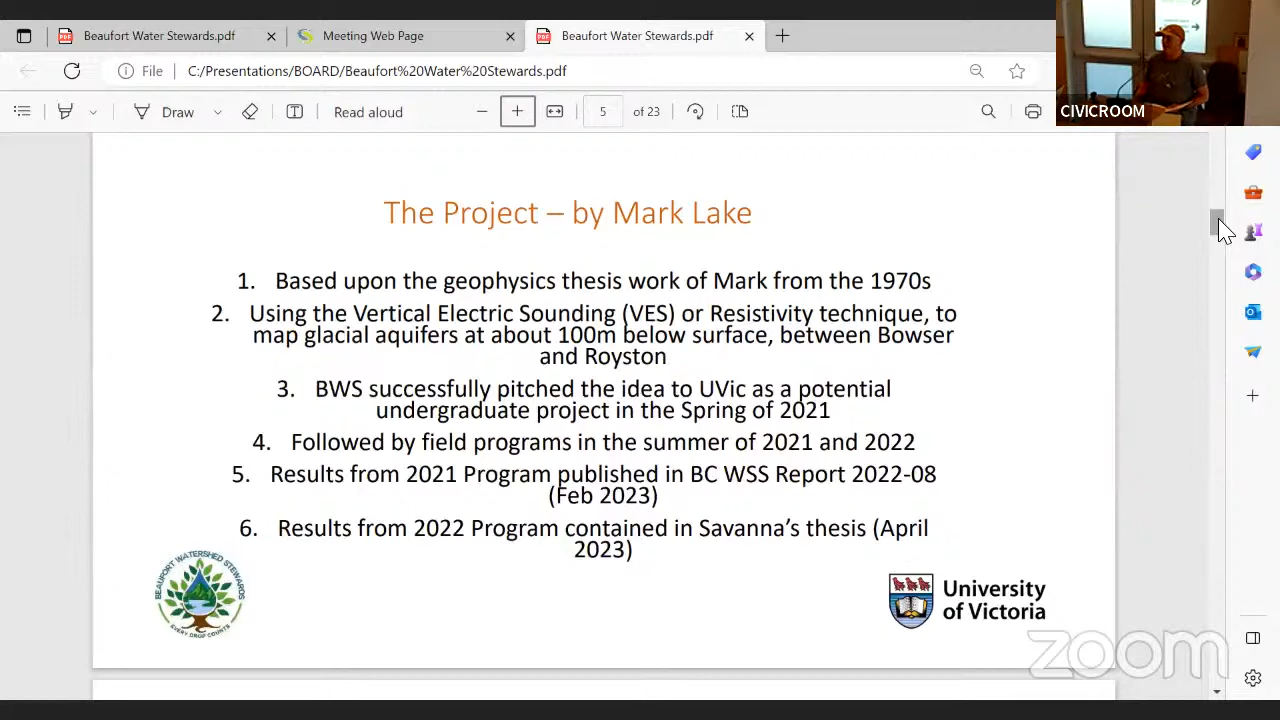 Beaufort Water Stewards.pdf
Meeting Web Page
Beaufort Water Stewards.pdf
File
C:/Presentations/BOARD/Beaufort%20Water%20Stewards.pdf
CIVICROOM
Draw
Read aloud
5
of 23
The Project – by Mark Lake
1. Based upon the geophysics thesis work of Mark from the 1970s
2. Using the Vertical Electric Sounding (VES) or Resistivity technique, to
map glacial aquifers at about 100m below surface, between Bowser
and Royston
3. BWS successfully pitched the idea to UVic as a potential
undergraduate project in the Spring of 2021
4. Followed by field programs in the summer of 2021 and 2022
5. Results from 2021 Program published in BC WSS Report 2022-08
(Feb 2023)
6. Results from 2022 Program contained in Savanna's thesis (April
2023)
BEAUFORT WATERSHED STEWARDS
EVERY DROP COUNTS
University
of Victoria
zoom